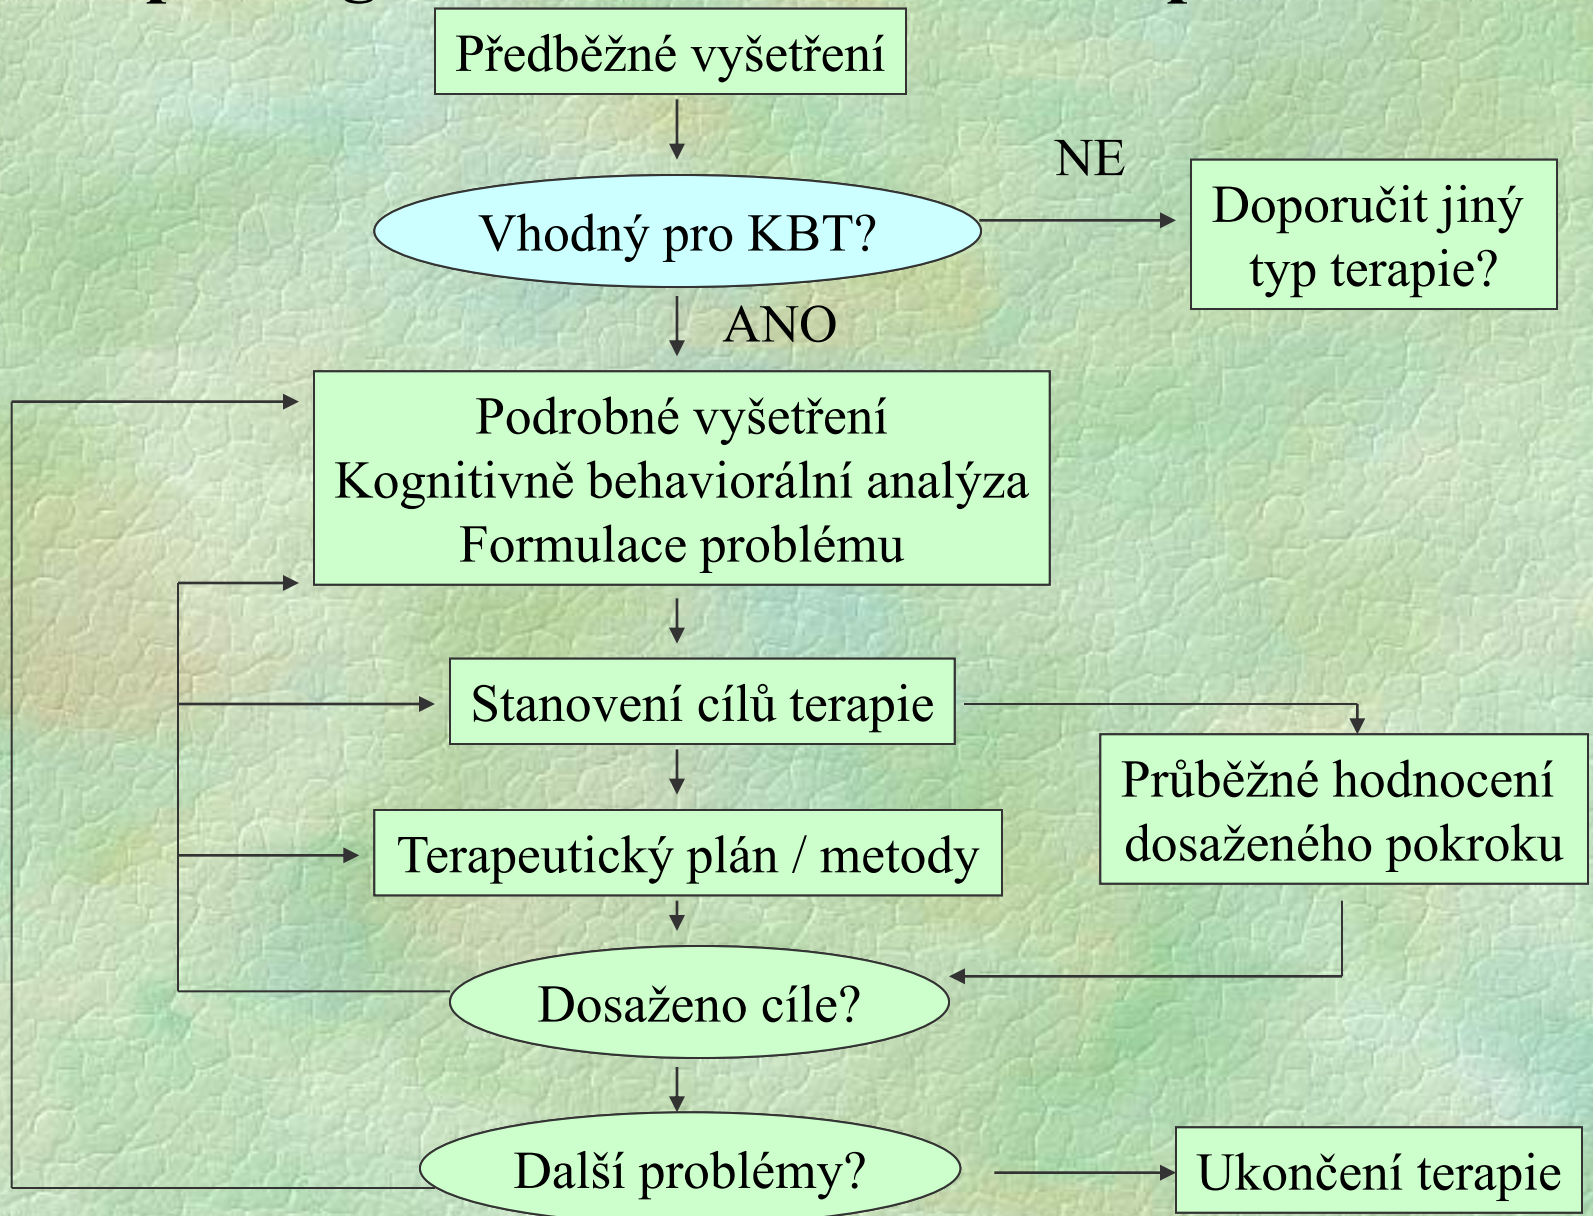 Předběžné vyšetření
NE
Vhodný pro KBT?
Doporučit jiný
typ terapie?
ANO
Podrobné vyšetření
Kognitivně behaviorální analýza
Formulace problému
Stanovení cílů terapie
Průběžné hodnocení
dosaženého pokroku
Terapeutický plán / metody
Dosaženo cíle?
Další problémy?
Ukončení terapie